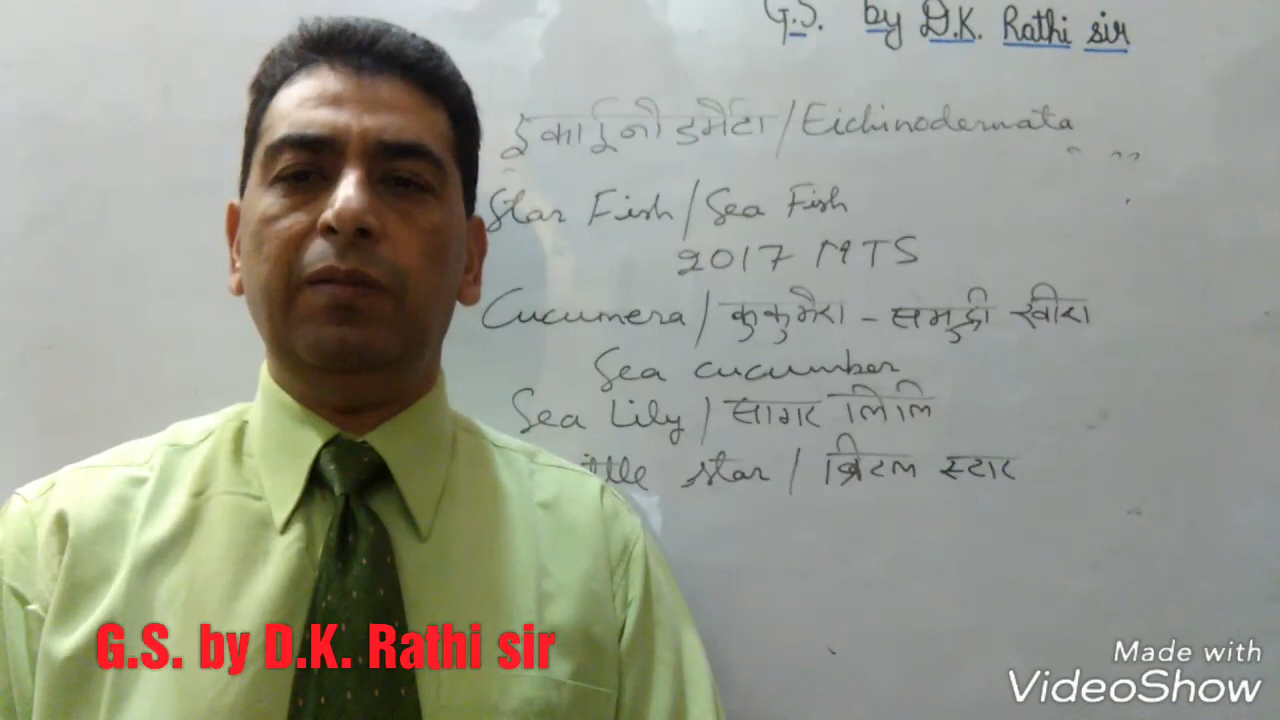 G.S. by D.K. Rathi sir
इकाईनो डर्मेटा / Eichinodermata
Star Fish / Sea Fish
2017 MTS
Cucumera / कुकुमेरा - समुद्री खीरा
Sea cucumber
Sea Lily / सागर लिलि
star / ब्रिटल स्टार
G.S. by D.K. Rathi sir
Made with
VideoShow